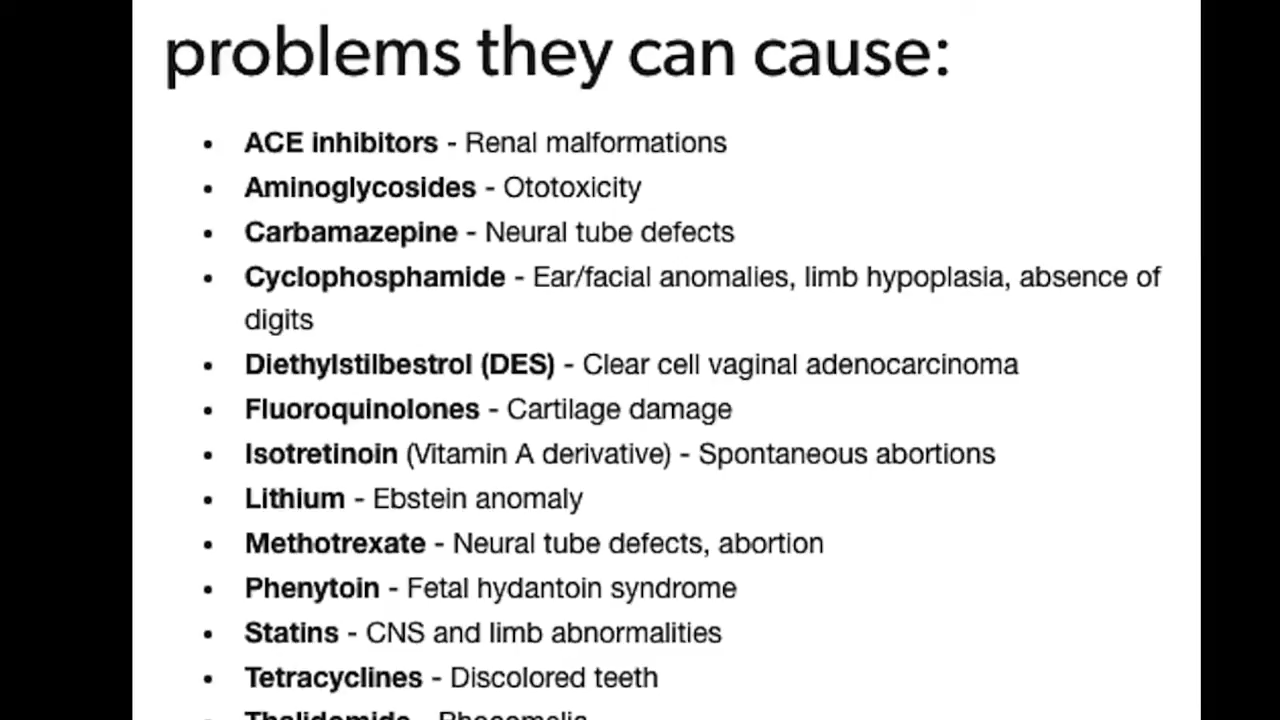 problems they can cause:
• ACE inhibitors - Renal malformations
• Aminoglycosides - Ototoxicity
• Carbamazepine - Neural tube defects
• Cyclophosphamide - Ear/facial anomalies, limb hypoplasia, absence of
digits
• Diethylstilbestrol (DES) - Clear cell vaginal adenocarcinoma
• Fluoroquinolones - Cartilage damage
• Isotretinoin (Vitamin A derivative) - Spontaneous abortions
• Lithium - Ebstein anomaly
• Methotrexate - Neural tube defects, abortion
• Phenytoin - Fetal hydantoin syndrome
• Statins - CNS and limb abnormalities
• Tetracyclines - Discolored teeth
• Thalidomide - Phocomelia